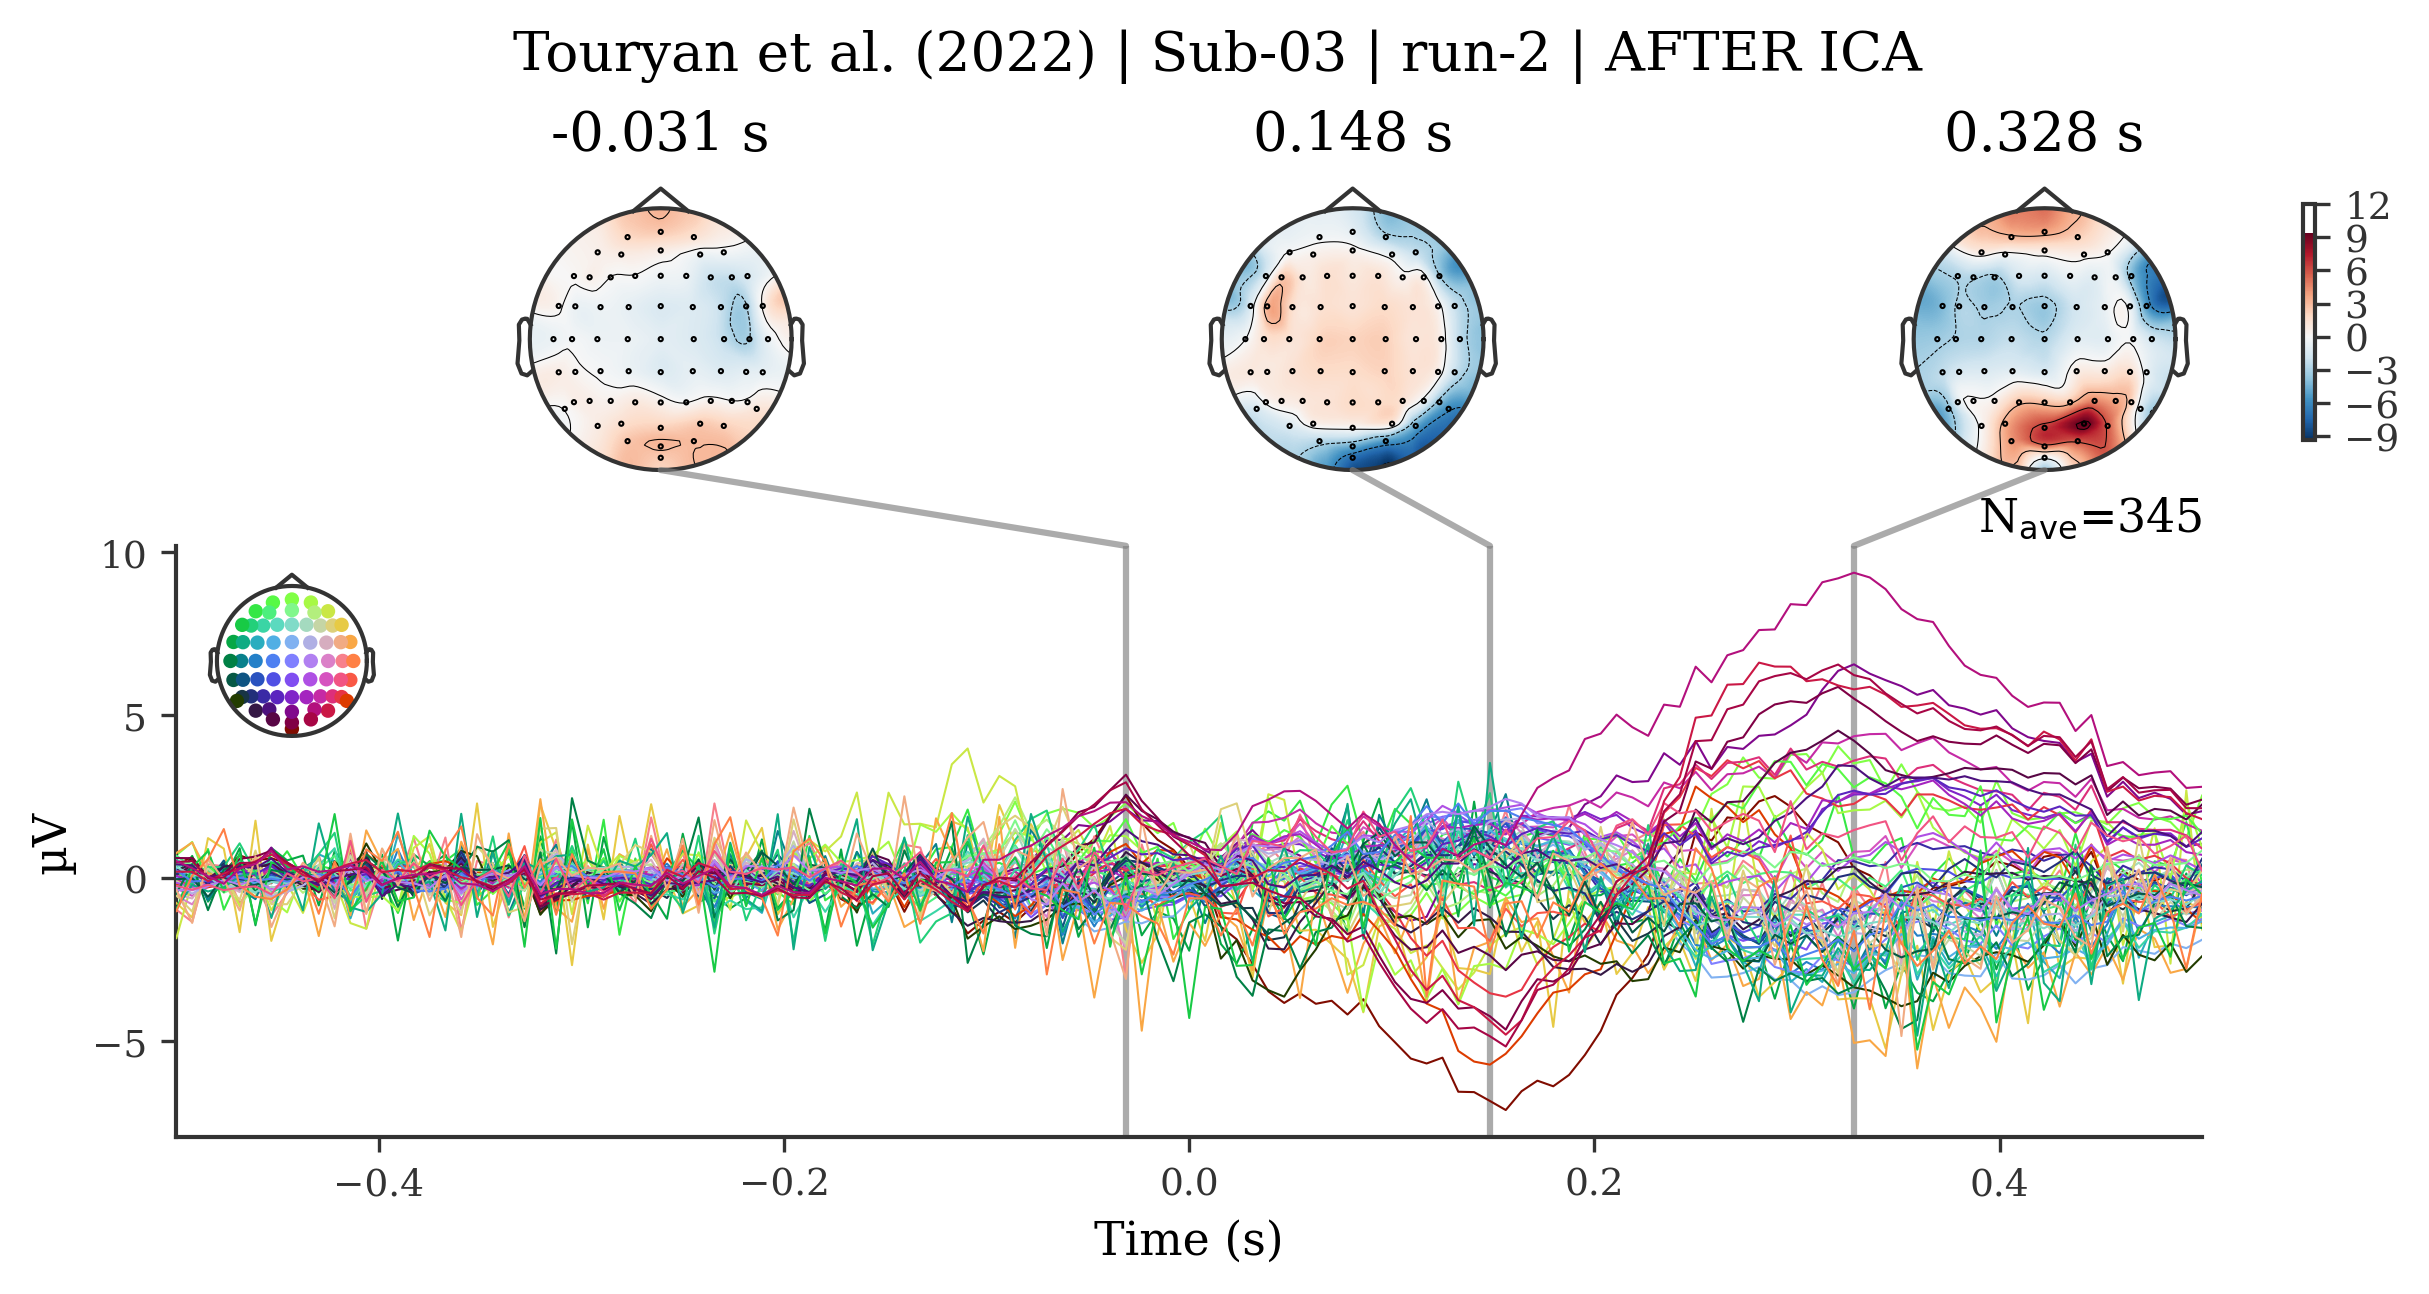 Touryan et al. (2022) | Sub-03 | run-2 | AFTER ICA
-0.031 s
0.148 s
0.328 s
12
9
6
3
0
−3
−6
−9
Nave=345
10
5
0
−5
µV
−0.4
−0.2
0.0
0.2
0.4
Time (s)